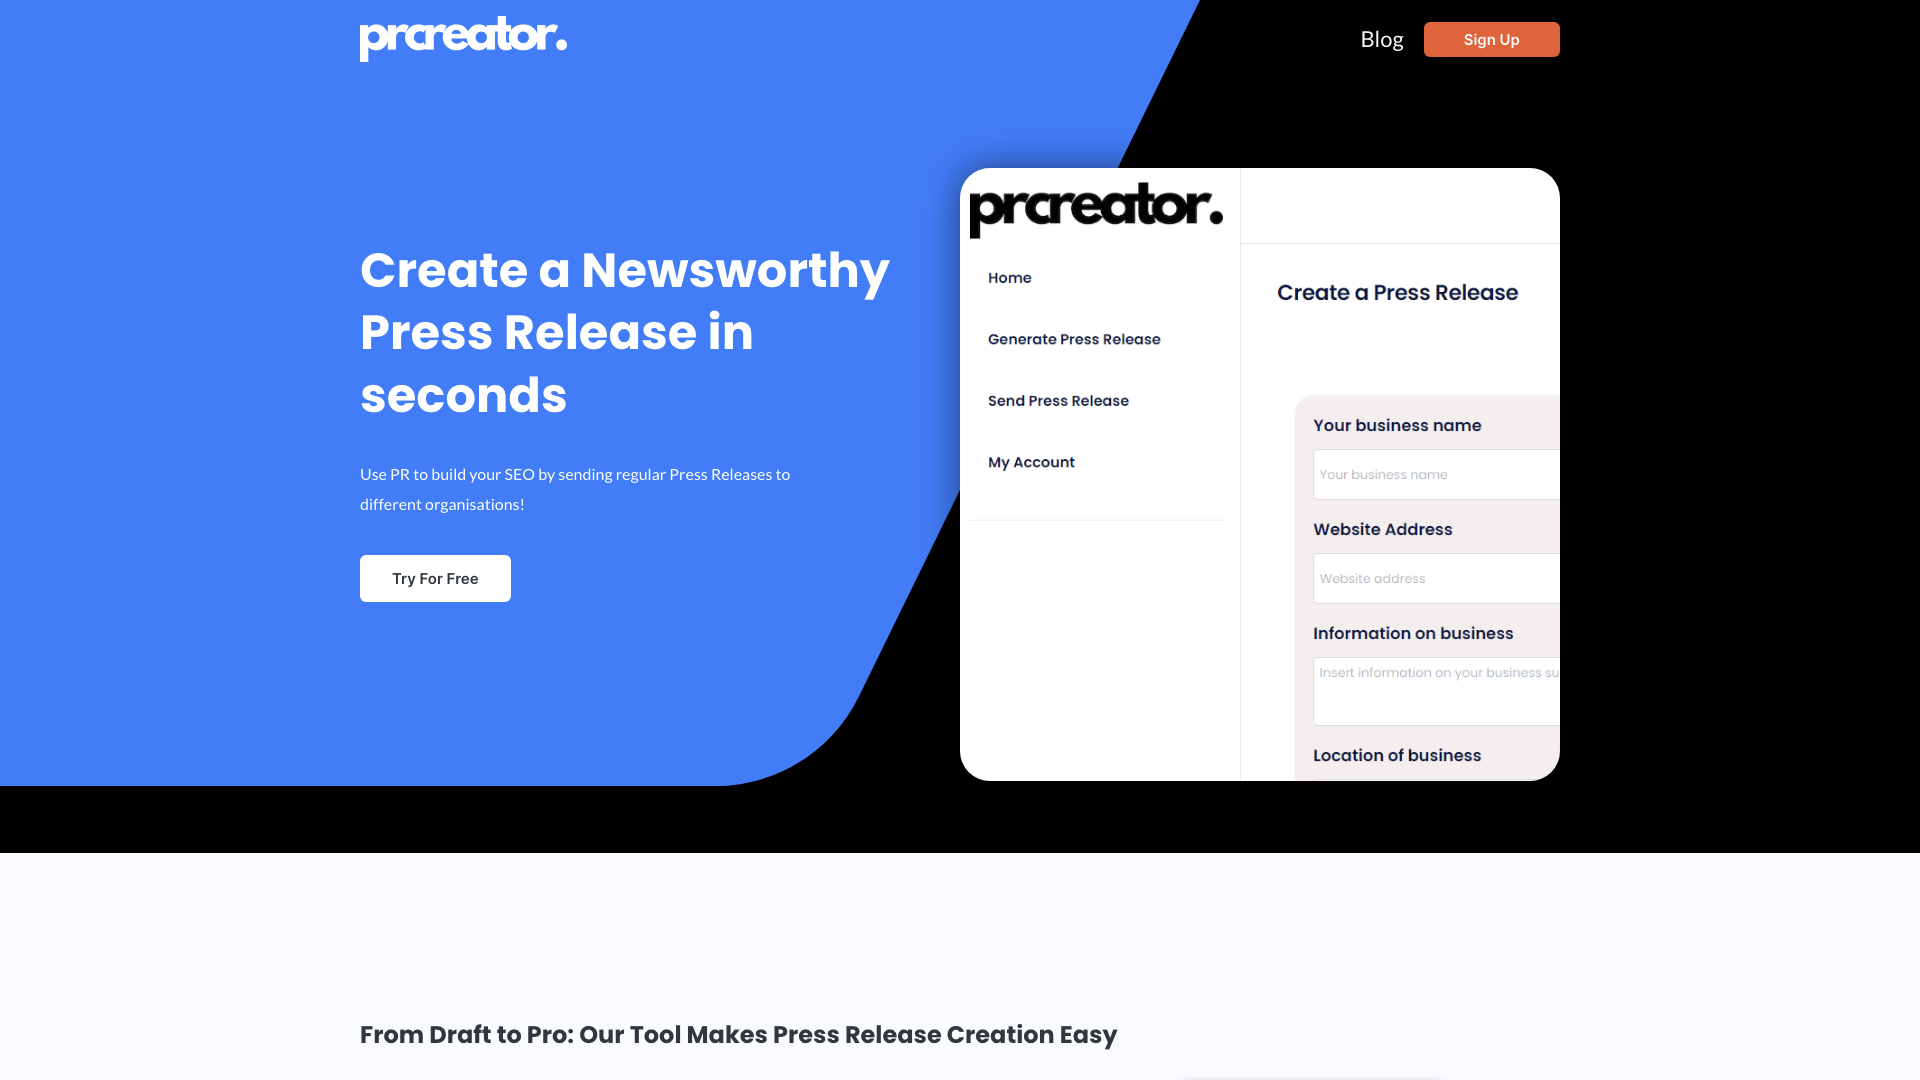 prcreator.
Blog
Sign Up
Create a Newsworthy
Press Release in
seconds
Use PR to build your SEO by sending regular Press Releases to
different organisations!
Try For Free
prcreator.
Home
Generate Press Release
Send Press Release
My Account
Create a Press Release
Your business name
Your business name
Website Address
Website address
Information on business
Insert information on your business su
Location of business
From Draft to Pro: Our Tool Makes Press Release Creation Easy